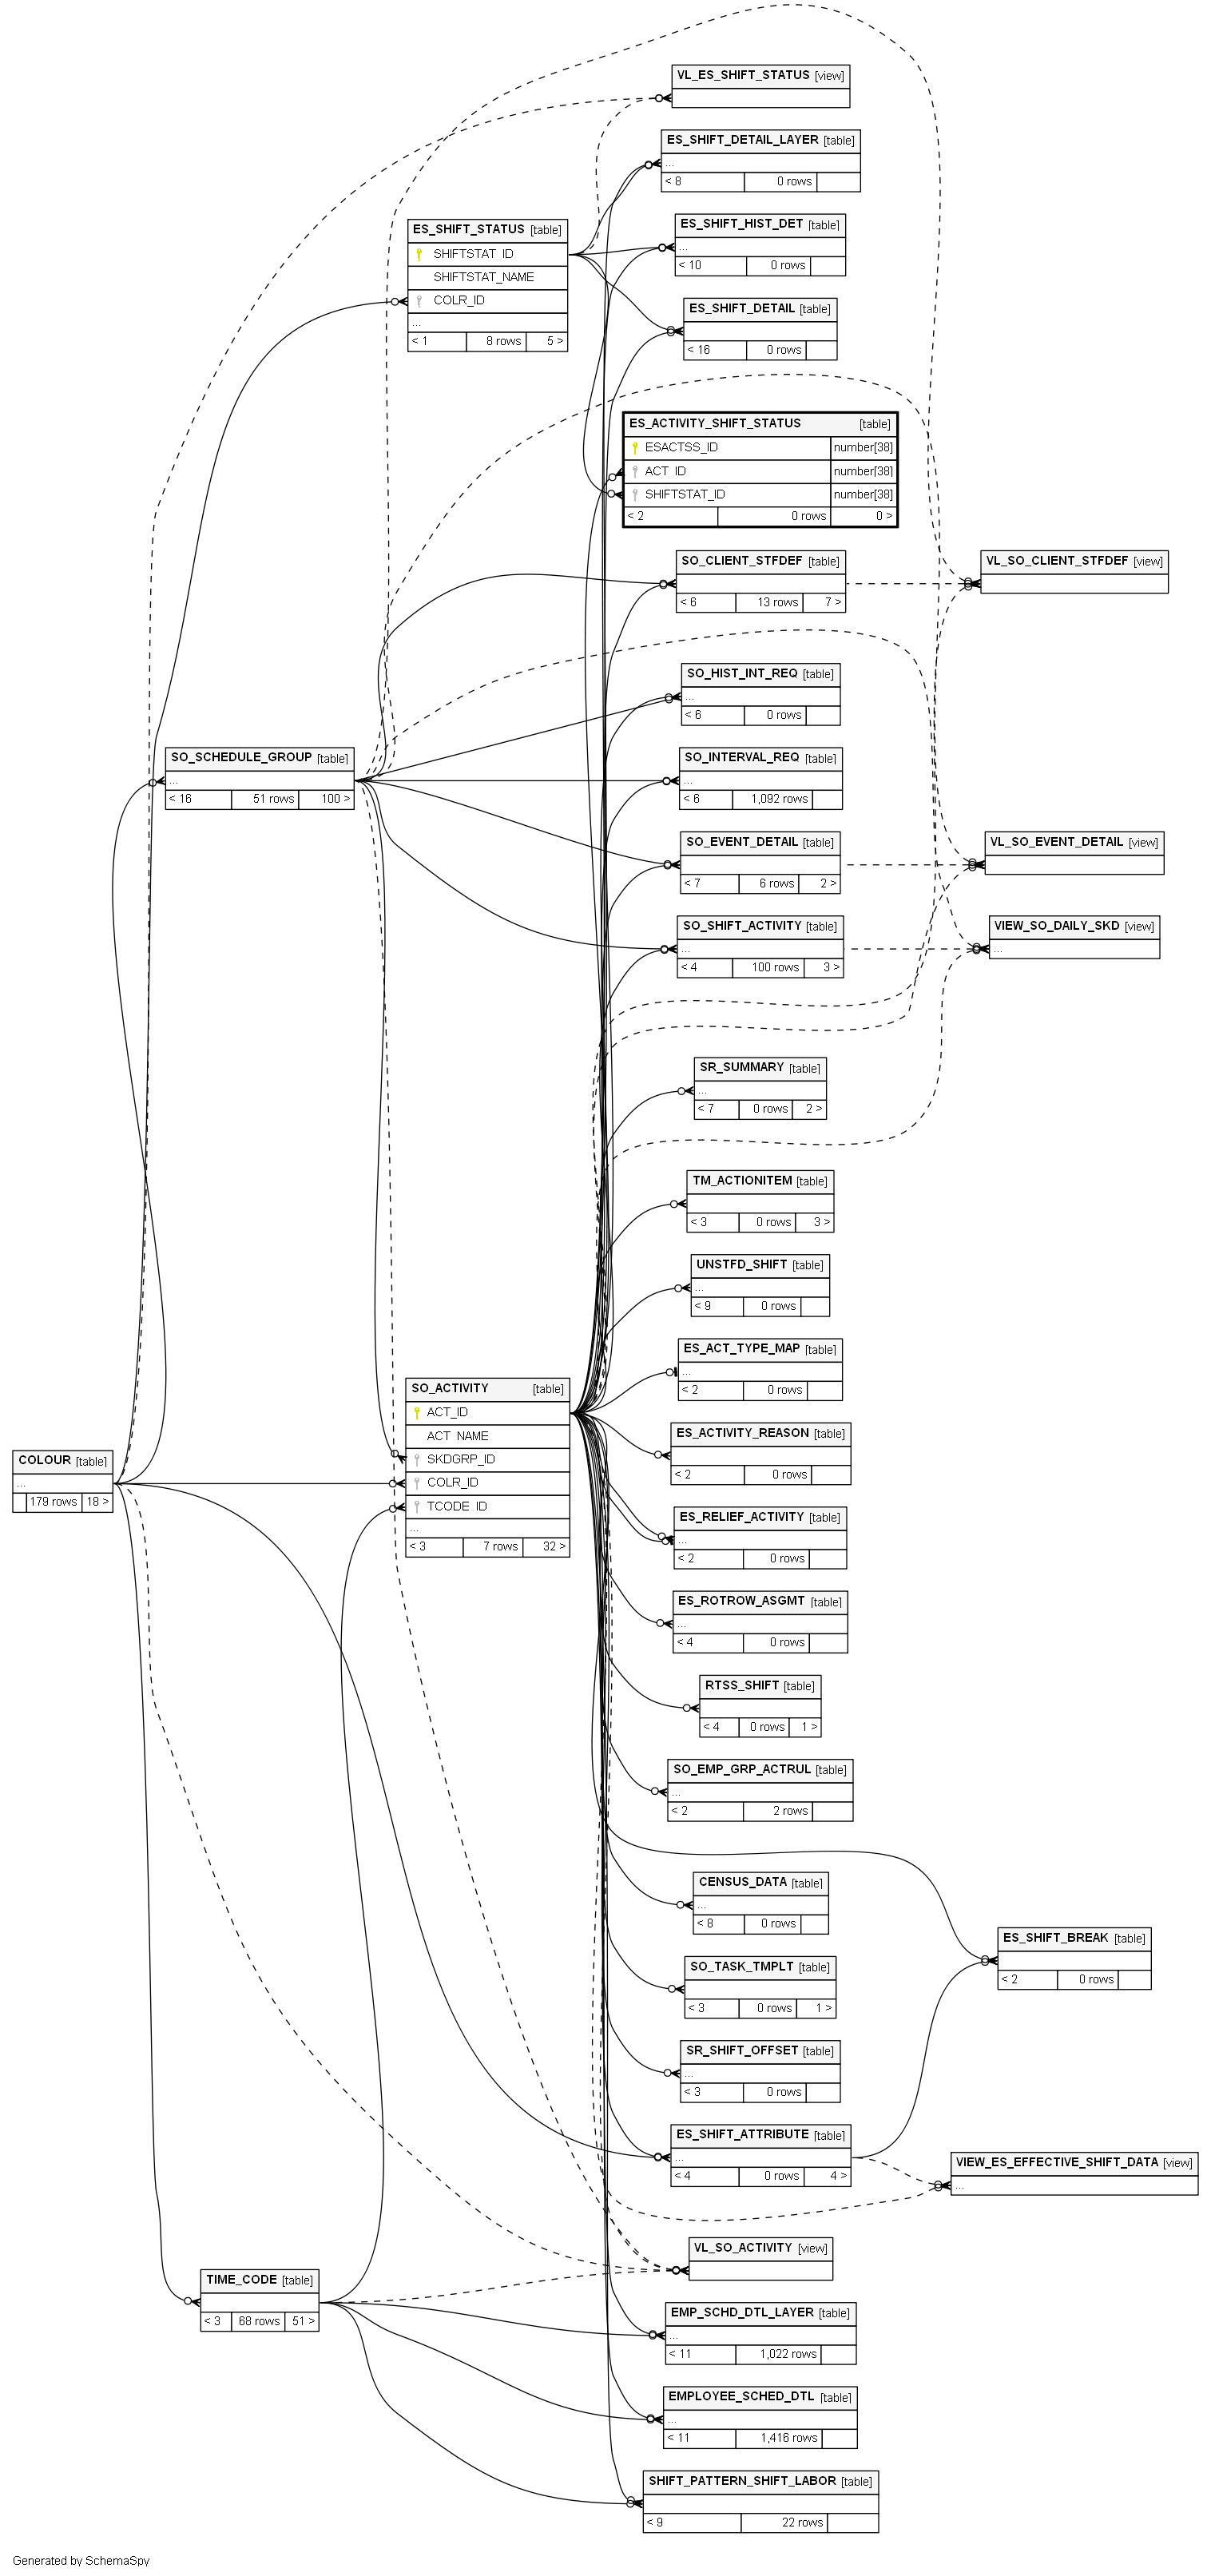 VL_ES_SHIFT_STATUS [view]
ES_SHIFT_DETAIL_LAYER [table]
...
< 8 0 rows
ES_SHIFT_STATUS [table]
SHIFTSTAT_ID
SHIFTSTAT_NAME
COLR_ID
...
< 1 8 rows 5 >
ES_SHIFT_HIST_DET [table]
...
< 10 0 rows
ES_SHIFT_DETAIL [table]
< 16 0 rows
ES_ACTIVITY_SHIFT_STATUS [table]
ESACTSS_ID number[38]
ACT_ID number[38]
SHIFTSTAT_ID number[38]
< 2 0 rows 0 >
SO_CLIENT_STFDEF [table]
< 6 13 rows 7 >
VL_SO_CLIENT_STFDEF [view]
SO_HIST_INT_REQ [table]
...
< 6 0 rows
SO_SCHEDULE_GROUP [table]
...
< 16 51 rows 100 >
SO_INTERVAL_REQ [table]
...
< 6 1,092 rows
SO_EVENT_DETAIL [table]
< 7 6 rows 2 >
VL_SO_EVENT_DETAIL [view]
SO_SHIFT_ACTIVITY [table]
...
< 4 100 rows 3 >
VIEW_SO_DAILY_SKD [view]
...
SR_SUMMARY [table]
...
< 7 0 rows 2 >
TM_ACTIONITEM [table]
< 3 0 rows 3 >
UNSTFD_SHIFT [table]
...
< 9 0 rows
ES_ACT_TYPE_MAP [table]
...
< 2 0 rows
SO_ACTIVITY [table]
ACT_ID
ACT_NAME
SKDGRP_ID
COLR_ID
TCODE_ID
...
< 3 7 rows 32 >
COLOUR [table]
...
179 rows 18 >
ES_ACTIVITY_REASON [table]
...
< 2 0 rows
ES_RELIEF_ACTIVITY [table]
...
< 2 0 rows
ES_ROTROW_ASGMT [table]
...
< 4 0 rows
RTSS_SHIFT [table]
< 4 0 rows 1 >
SO_EMP_GRP_ACTRUL [table]
...
< 2 2 rows
CENSUS_DATA [table]
...
< 8 0 rows
ES_SHIFT_BREAK [table]
< 2 0 rows
SO_TASK_TMPLT [table]
< 3 0 rows 1 >
SR_SHIFT_OFFSET [table]
...
< 3 0 rows
ES_SHIFT_ATTRIBUTE [table]
...
< 4 0 rows 4 >
VIEW_ES_EFFECTIVE_SHIFT_DATA [view]
...
VL_SO_ACTIVITY [view]
TIME_CODE [table]
< 3 68 rows 51 >
EMP_SCHD_DTL_LAYER [table]
...
< 11 1,022 rows
EMPLOYEE_SCHED_DTL [table]
...
< 11 1,416 rows
SHIFT_PATTERN_SHIFT_LABOR [table]
< 9 22 rows
Generated by SchemaSpy